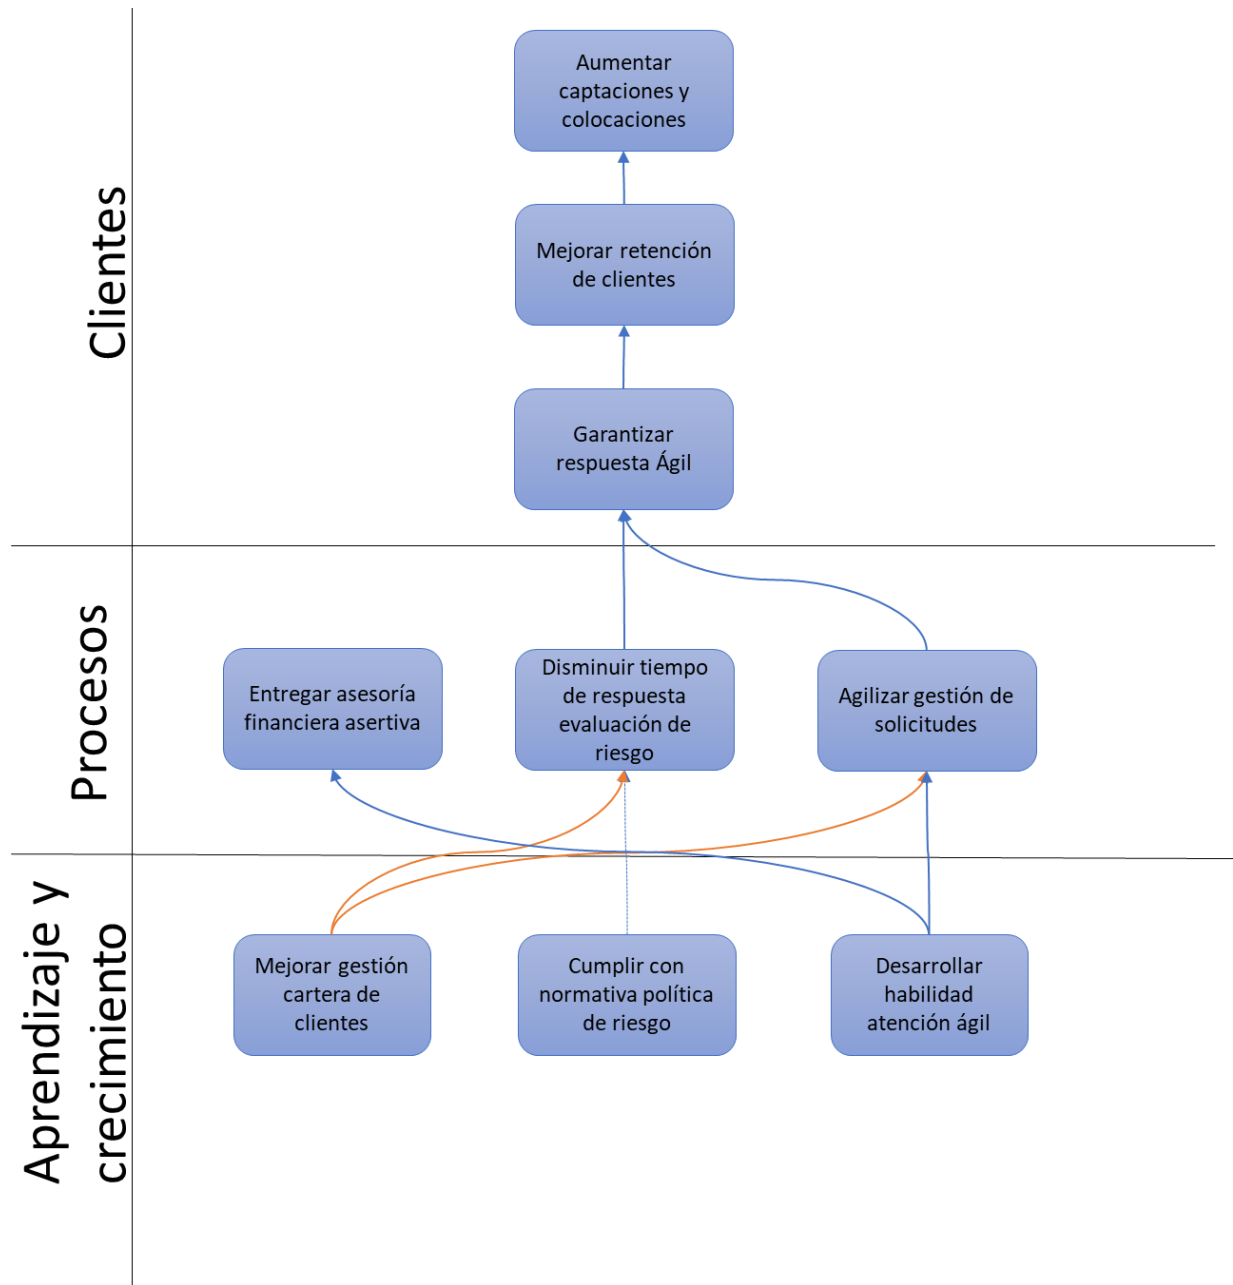 Clientes
Aumentar
captaciones y
colocaciones
Mejorar retención
de clientes
Garantizar
respuesta Ágil
Procesos
Entregar asesoría
financiera asertiva
Disminuir tiempo
de respuesta
evaluación de
riesgo
Agilizar gestión de
solicitudes
Aprendizaje y
crecimiento
Mejorar gestión
cartera de
clientes
Cumplir con
normativa política
de riesgo
Desarrollar
habilidad
atención ágil